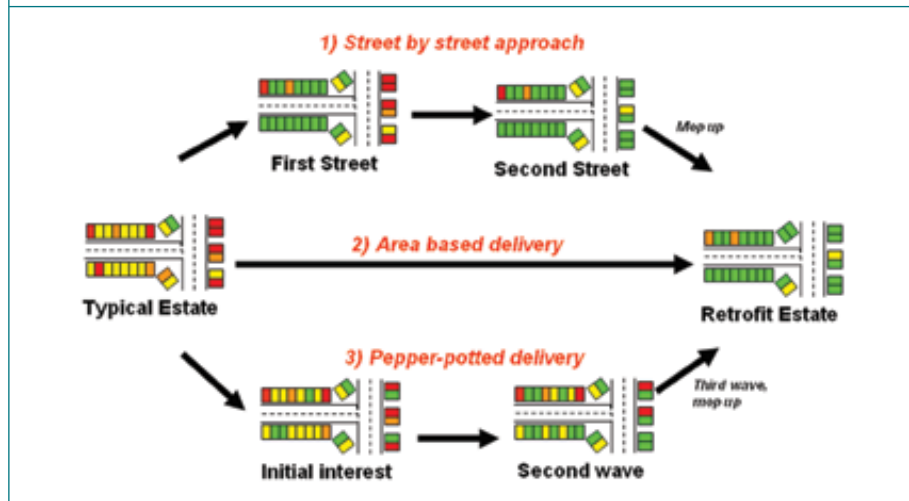 1) Street by street approach
First Street
Second Street
Mop up
2) Area based delivery
Typical Estate
Retrofit Estate
3) Pepper-potted delivery
Third wave,
mop up
Initial interest
Second wave